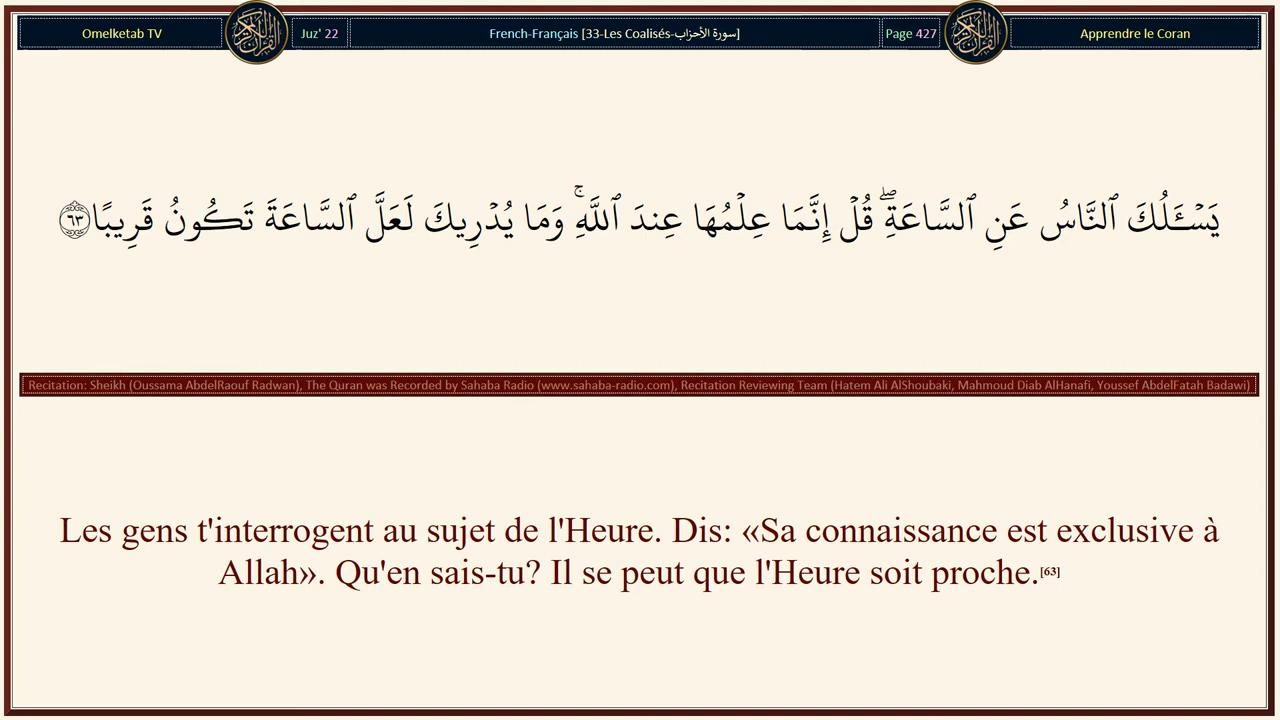 Omelketab TV
Juz' 22
French-Français [33-Les Coalisés-سورة الأحزاب]
Page 427
Apprendre le Coran
يَسْـَٔلُكَ ٱلنَّاسُ عَنِ ٱلسَّاعَةِۖ قُلْ إِنَّمَا عِلْمُهَا عِندَ ٱللَّهِۚ وَمَا يُدْرِيكَ لَعَلَّ ٱلسَّاعَةَ تَكُونُ قَرِيبًا ٦٣
Recitation: Sheikh (Oussama AbdelRaouf Radwan), The Quran was Recorded by Sahaba Radio (www.sahaba-radio.com), Recitation Reviewing Team (Hatem Ali AlShoubaki, Mahmoud Diab AlHanafi, Youssef AbdelFatah Badawi)
Les gens t'interrogent au sujet de l'Heure. Dis: «Sa connaissance est exclusive à
Allah». Qu'en sais-tu? Il se peut que l'Heure soit proche.[63]